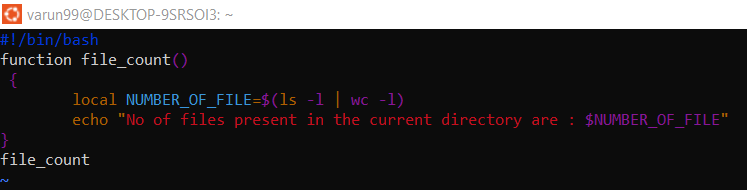 varun99@DESKTOP-9SRSOI3: ~
#!/bin/bash
function file_count()
 {
        local NUMBER_OF_FILE=$(ls -l | wc -l)
        echo "No of files present in the current directory are : $NUMBER_OF_FILE"
}
file_count
~